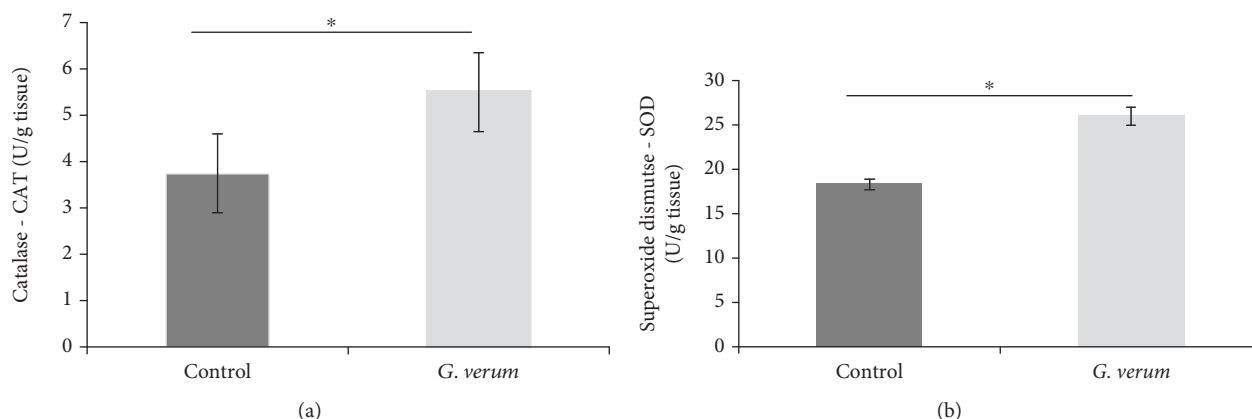 Catalase - CAT (U/g tissue)
7
6
5
4
3
2
1
0
*
Control
G. verum
(a)
Superoxide dismutse - SOD
(U/g tissue)
30
25
20
15
10
5
0
*
Control
G. verum
(b)